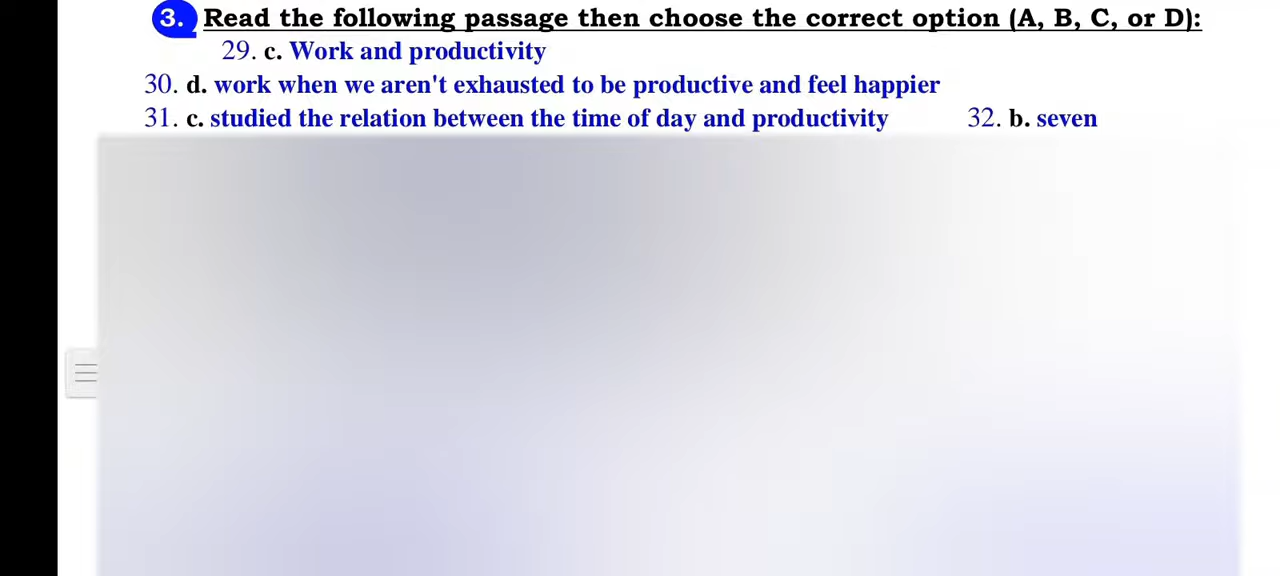 3. Read the following passage then choose the correct option (A, B, C, or D):
29. c. Work and productivity
30. d. work when we aren't exhausted to be productive and feel happier
31. c. studied the relation between the time of day and productivity 32. b. seven